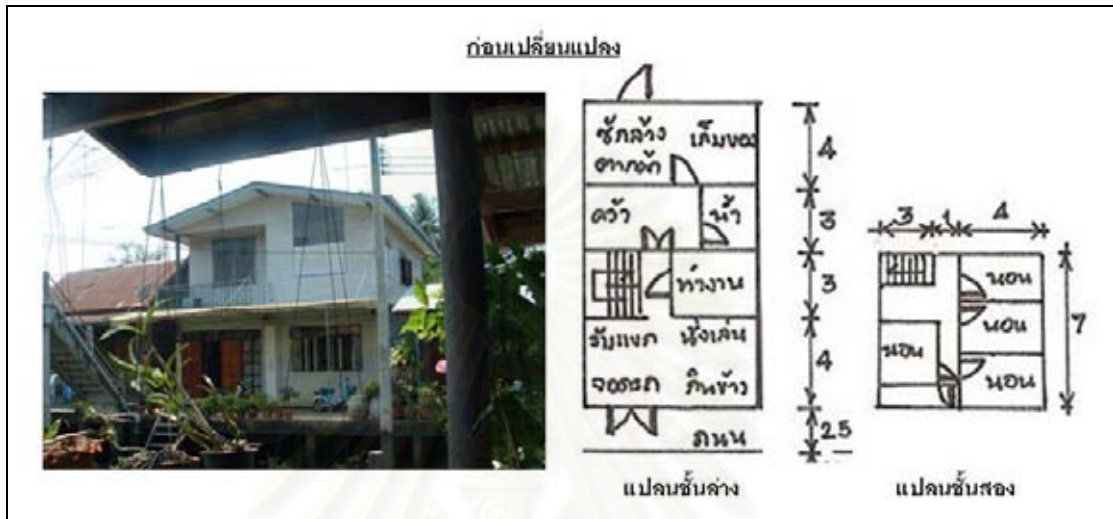 ก่อนเปลี่ยนแปลง
ซักล้าง เก็บของ
ตากผ้า
4
ครัว น้ำ
3
ทำงาน
3
รับแขก นั่งเล่น
จอดรถ กินข้าว
4
ถนน
25
แปลนชั้นล่าง
3 1 4
นอน
นอน
นอน
นอน
7
แปลนชั้นสอง